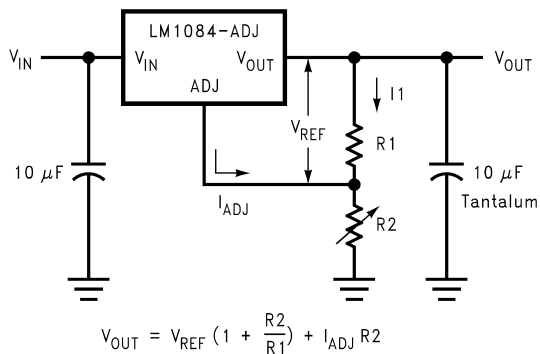 LM1084-ADJ
V_IN
V_IN
V_OUT
V_OUT
ADJ
I1
V_REF
R1
10 μF
10 μF
Tantalum
I_ADJ
R2
V_OUT = V_REF (1 + R2/R1) + I_ADJ R2